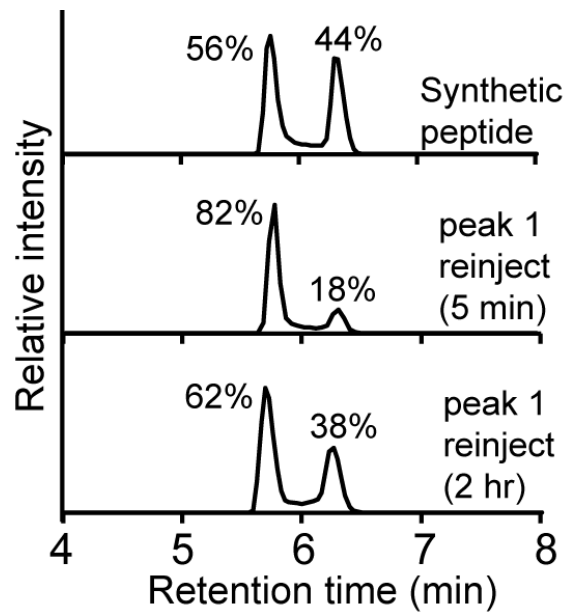 56%
44%
Synthetic
peptide
82%
18%
peak 1
reinject
(5 min)
62%
38%
peak 1
reinject
(2 hr)
4 5 6 7 8
Retention time (min)
Relative intensity